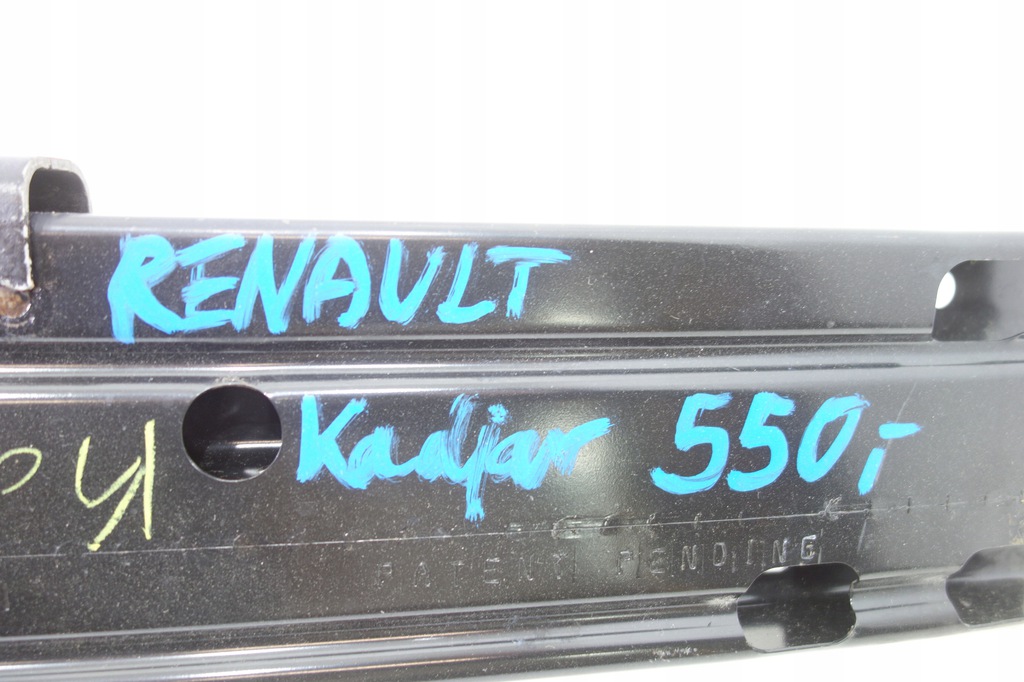 RENAULT
Kadjar 550,-
PATENT PENDING